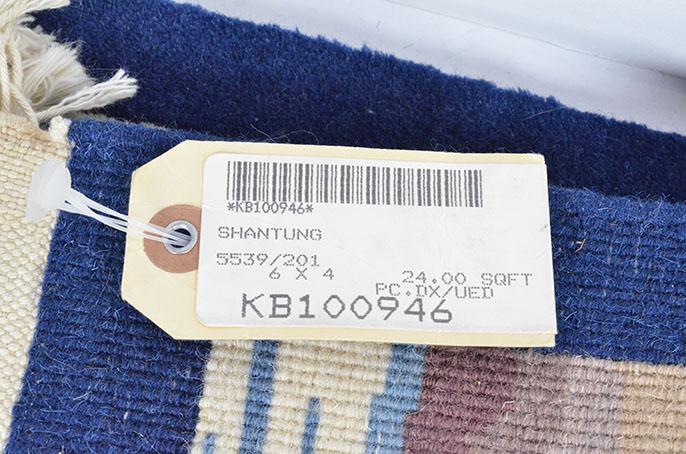 *KB100946*
SHANTUNG
5539/201
6 X 4 24.00 SQFT
PC.DX/UED
KB100946